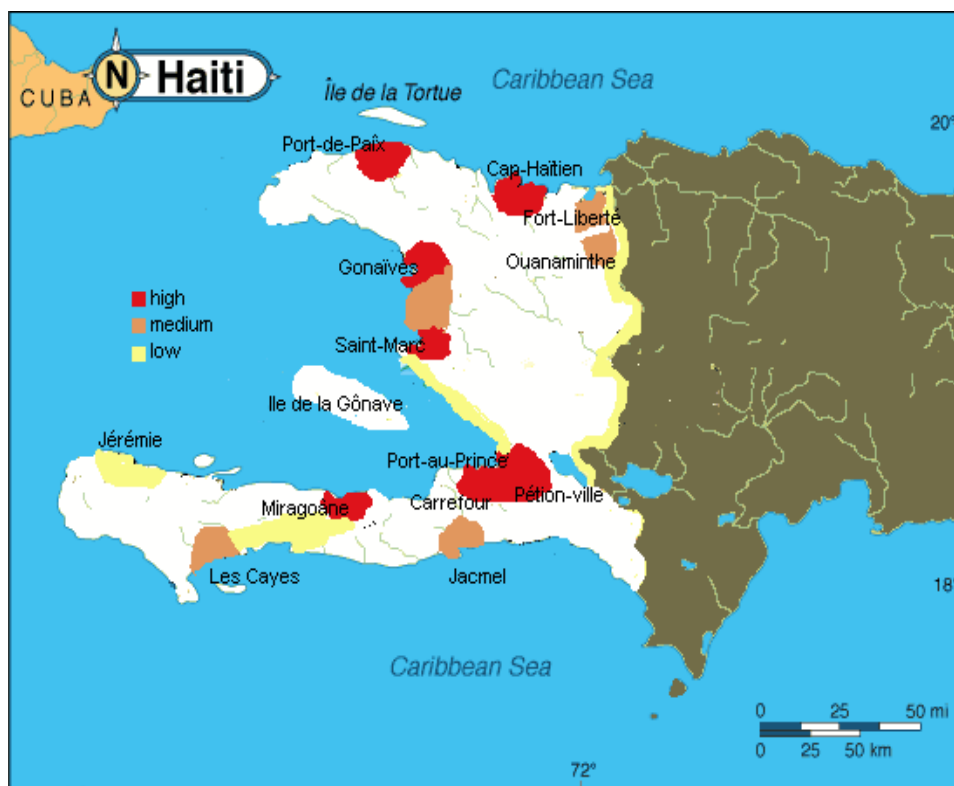 N Haiti
CUBA
Caribbean Sea
Île de la Tortue
20°
Port-de-Païx
Cap-Haïtien
Fort-Liberté
Ouanaminthe
Gonaïves
high
medium
low
Saint-Marc
Ile de la Gônave
Jérémie
Port-au-Prince
Pétion-ville
Carrefour
Miragoâne
Les Cayes
Jacmel
18°
Caribbean Sea
0 25 50 mi
0 25 50 km
72°